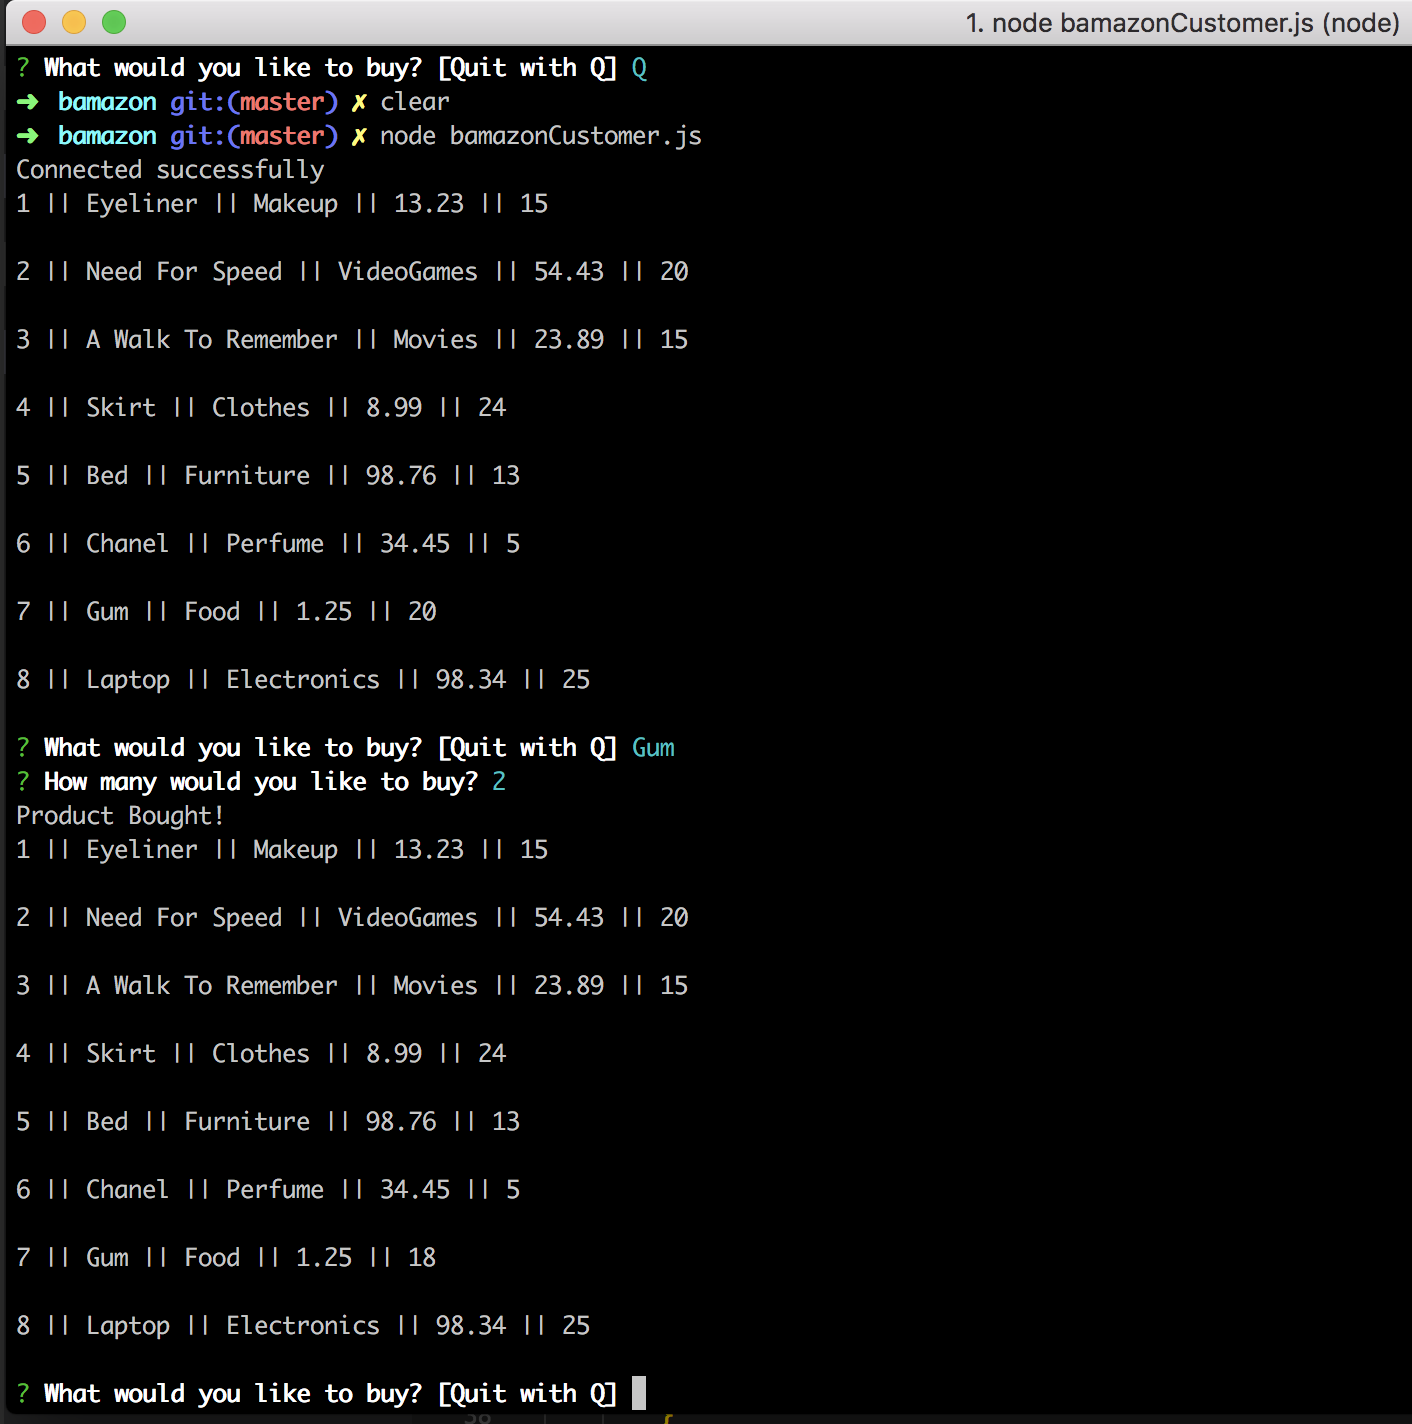 1. node bamazonCustomer.js (node)
? What would you like to buy? [Quit with Q] Q
➜ bamazon git:(master) ✗ clear
➜ bamazon git:(master) ✗ node bamazonCustomer.js
Connected successfully
1 || Eyeliner || Makeup || 13.23 || 15
2 || Need For Speed || VideoGames || 54.43 || 20
3 || A Walk To Remember || Movies || 23.89 || 15
4 || Skirt || Clothes || 8.99 || 24
5 || Bed || Furniture || 98.76 || 13
6 || Chanel || Perfume || 34.45 || 5
7 || Gum || Food || 1.25 || 20
8 || Laptop || Electronics || 98.34 || 25
? What would you like to buy? [Quit with Q] Gum
? How many would you like to buy? 2
Product Bought!
1 || Eyeliner || Makeup || 13.23 || 15
2 || Need For Speed || VideoGames || 54.43 || 20
3 || A Walk To Remember || Movies || 23.89 || 15
4 || Skirt || Clothes || 8.99 || 24
5 || Bed || Furniture || 98.76 || 13
6 || Chanel || Perfume || 34.45 || 5
7 || Gum || Food || 1.25 || 18
8 || Laptop || Electronics || 98.34 || 25
? What would you like to buy? [Quit with Q]